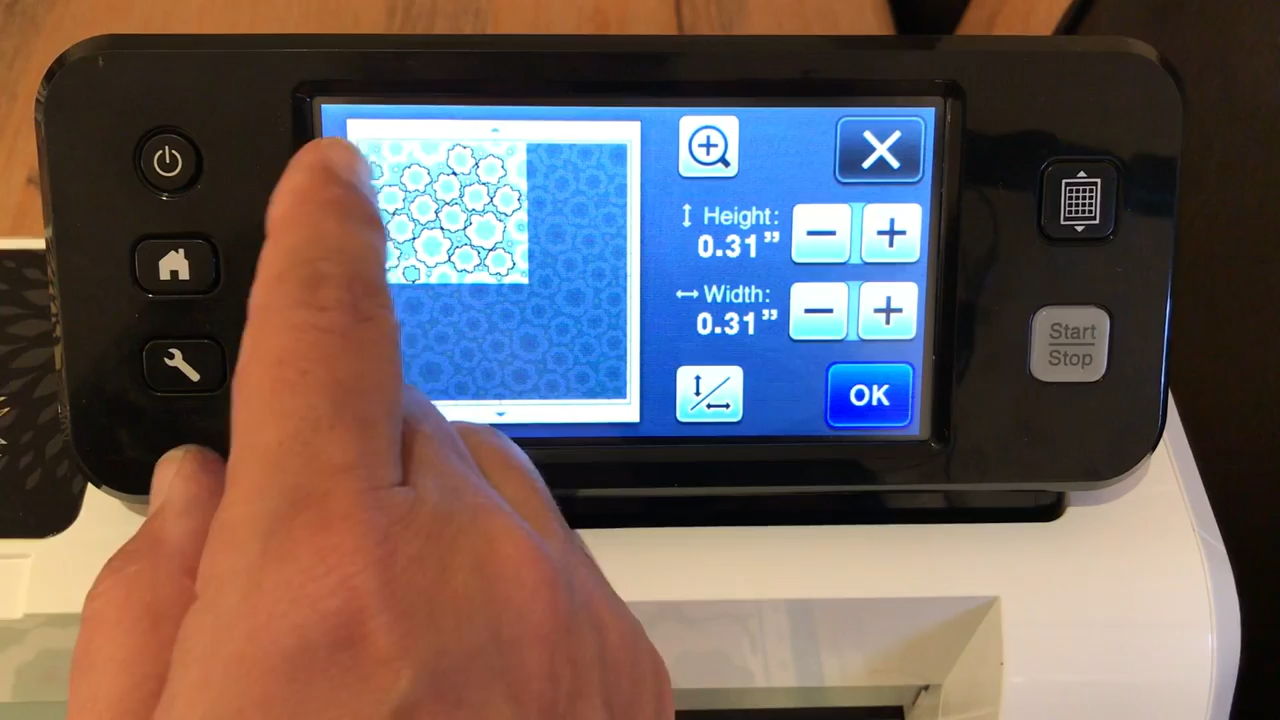 Height:
0.31”
Width:
0.31”
OK
Start
Stop